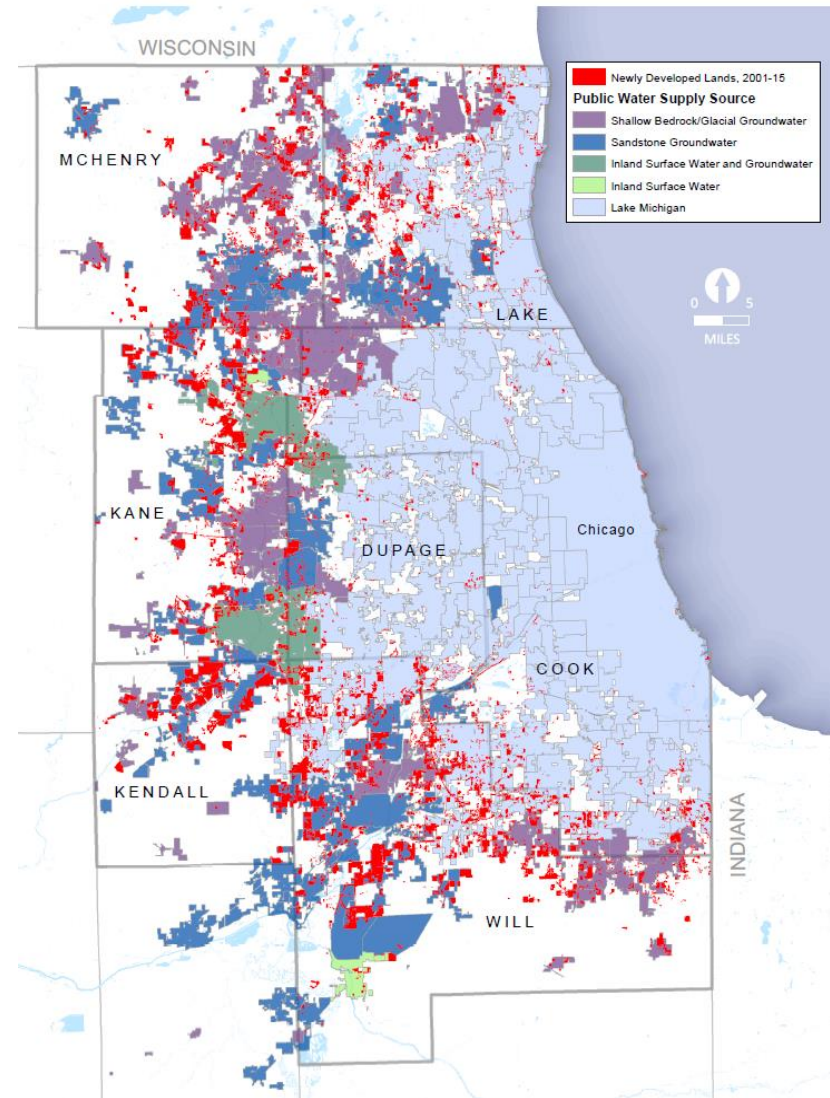 WISCONSIN
Newly Developed Lands, 2001-15
Public Water Supply Source
Shallow Bedrock/Glacial Groundwater
Sandstone Groundwater
Inland Surface Water and Groundwater
Inland Surface Water
Lake Michigan
MCHENRY
0 5
MILES
LAKE
KANE
DUPAGE
Chicago
COOK
KENDALL
INDIANA
WILL